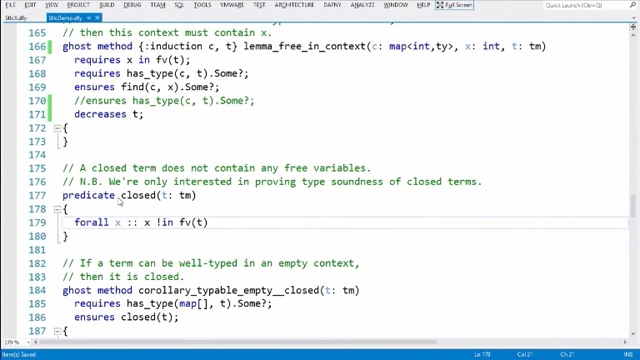 FILE EDIT VIEW PROJECT BUILD DEBUG TEAM SQL TOOLS VMWARE TEST ARCHITECTURE ANALYZE WINDOW HELP Full Screen
Quick Launch (Ctrl+Q)
Stlc.dfy StlcDemo.dfy
165 // then this context must contain x.
166 ghost method {:induction c, t} lemma_free_in_context(c: map<int,ty>, x: int, t: tm)
167 requires x in fv(t);
168 requires has_type(c, t).Some?;
169 ensures find(c, x).Some?;
170 //ensures has_type(c, t).Some?;
171 decreases t;
172 {
173 }
174
175 // A closed term does not contain any free variables.
176 // N.B. We're only interested in proving type soundness of closed terms.
177 predicate closed(t: tm)
178 {
179 forall x :: x !in fv(t)
180 }
181
182 // If a term can be well-typed in an empty context,
183 // then it is closed.
184 ghost method corollary_typable_empty__closed(t: tm)
185 requires has_type(map[], t).Some?;
186 ensures closed(t);
187 {
Item(s) Saved Ln 179 Col 21 Ch 21 INS